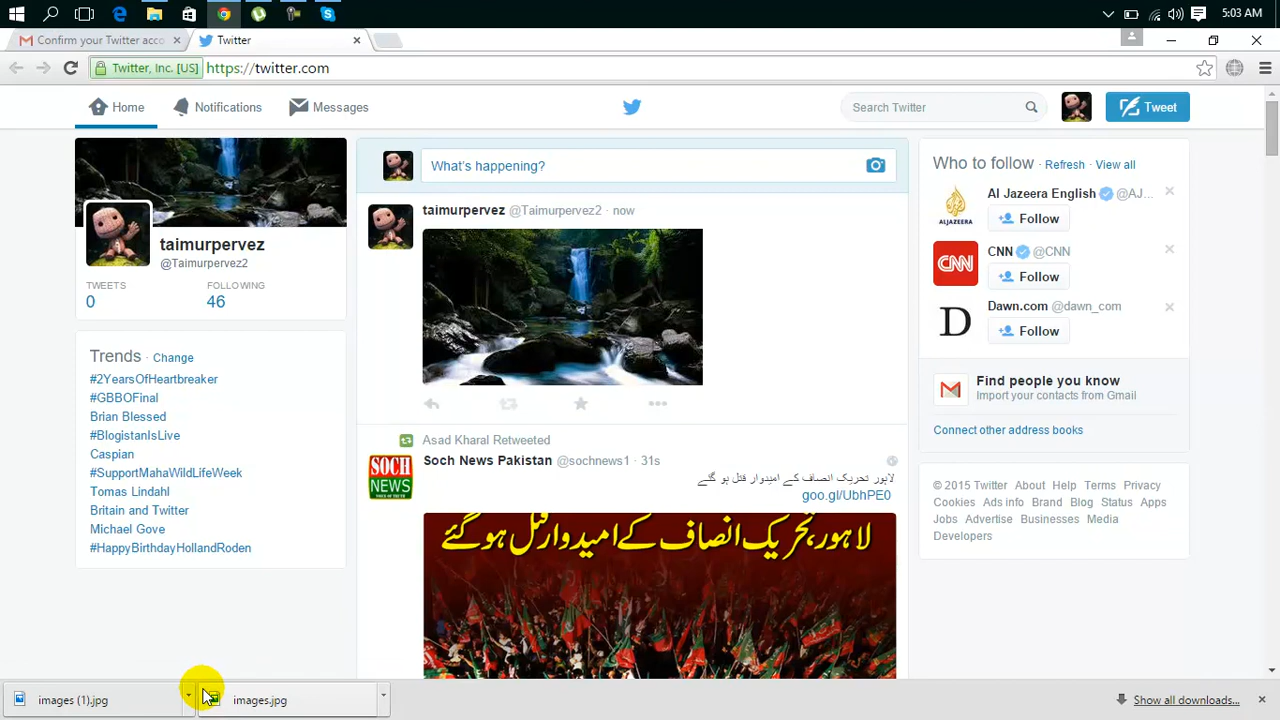 5:03 AM
Confirm your Twitter acco
Twitter
Twitter, Inc. [US]
https://twitter.com
Home
Notifications
Messages
Search Twitter
Tweet
taimurpervez
@Taimurpervez2
TWEETS
FOLLOWING
0
46
Trends · Change
#2YearsOfHeartbreaker
#GBBOFinal
Brian Blessed
#BlogistanIsLive
Caspian
#SupportMahaWildLifeWeek
Tomas Lindahl
Britain and Twitter
Michael Gove
#HappyBirthdayHollandRoden
What's happening?
taimurpervez @Taimurpervez2 · now
Asad Kharal Retweeted
SOCH
NEWS
Soch News Pakistan @sochnews1 · 31s
لاہور تحریک انصاف کے امیدوار قتل ہو گئے
goo.gl/UbhPE0
لاہور،تحریک انصاف کے امیدوار قتل ہوگئے
Who to follow · Refresh · View all
ALJAZEERA
Al Jazeera English @AJ...
Follow
CNN
CNN @CNN
Follow
D
Dawn.com @dawn_com
Follow
Find people you know
Import your contacts from Gmail
Connect other address books
© 2015 Twitter About Help Terms Privacy
Cookies Ads info Brand Blog Status Apps
Jobs Advertise Businesses Media
Developers
images (1).jpg
images.jpg
Show all downloads...